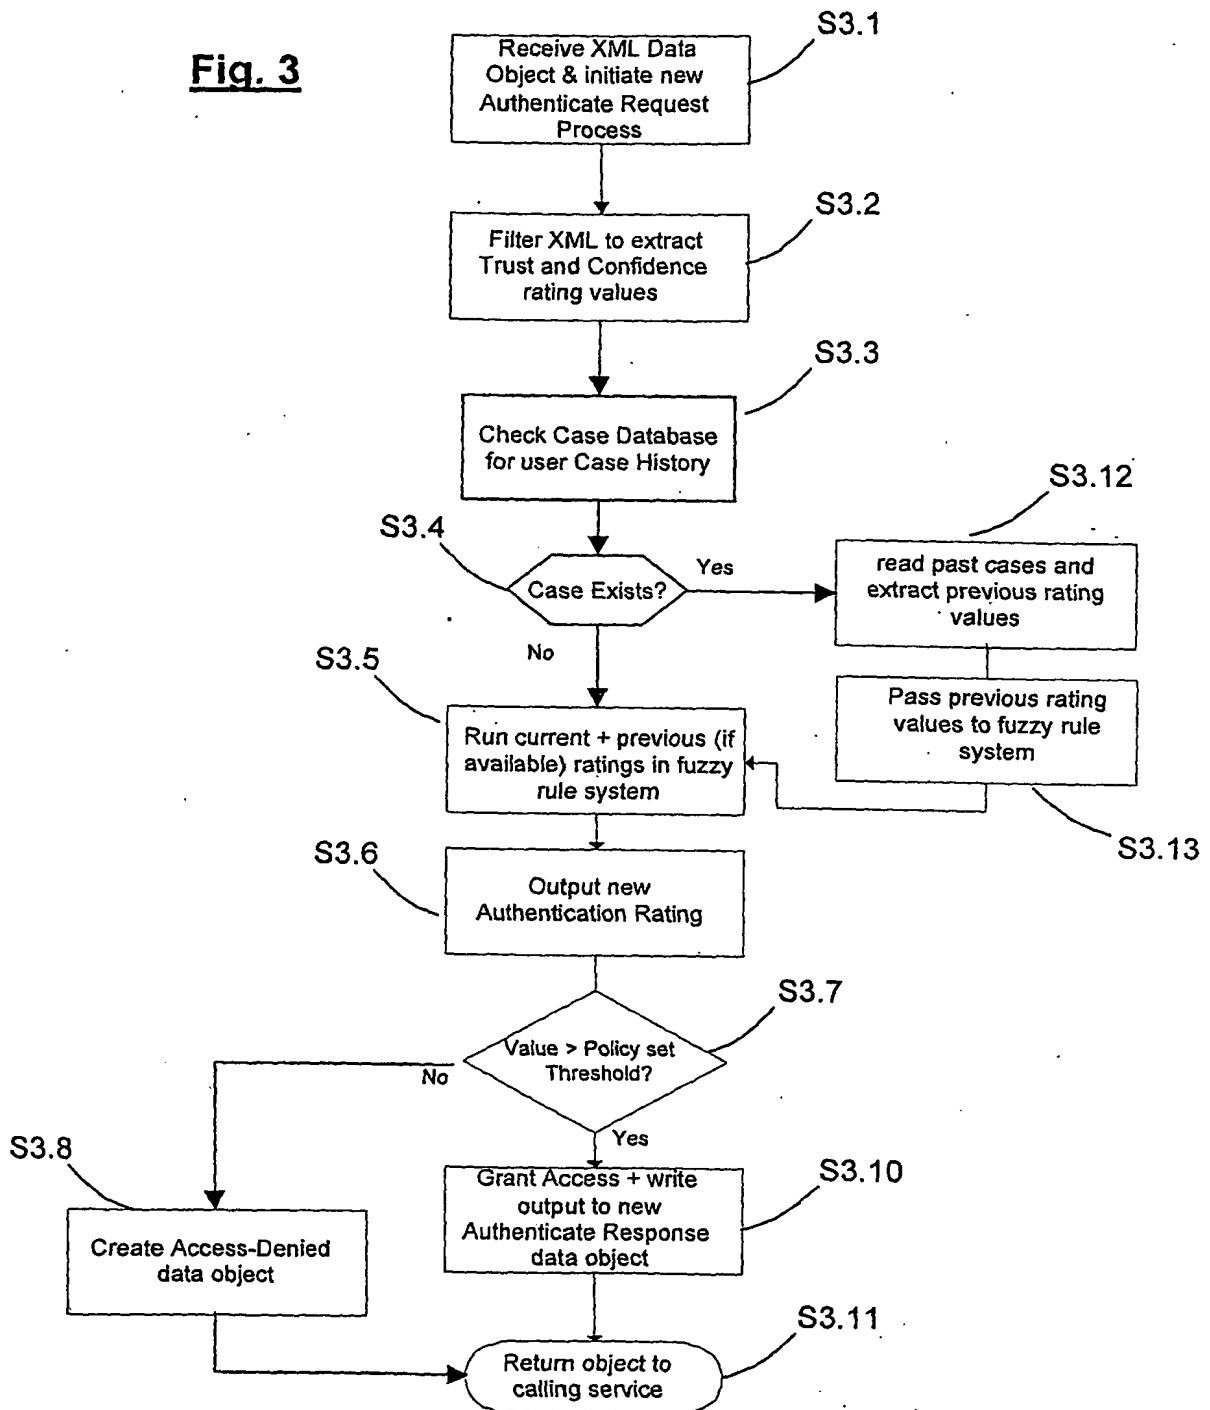 Fig. 3
S3.1
Receive XML Data
Object & initiate new
Authenticate Request
Process
S3.2
Filter XML to extract
Trust and Confidence
rating values
S3.3
Check Case Database
for user Case History
S3.4
Case Exists?
Yes
No
S3.12
read past cases and
extract previous rating
values
Pass previous rating
values to fuzzy rule
system
S3.13
S3.5
Run current + previous (if
available) ratings in fuzzy
rule system
S3.6
Output new
Authentication Rating
S3.7
Value > Policy set
Threshold?
No
Yes
S3.8
Create Access-Denied
data object
S3.10
Grant Access + write
output to new
Authenticate Response
data object
S3.11
Return object to
calling service